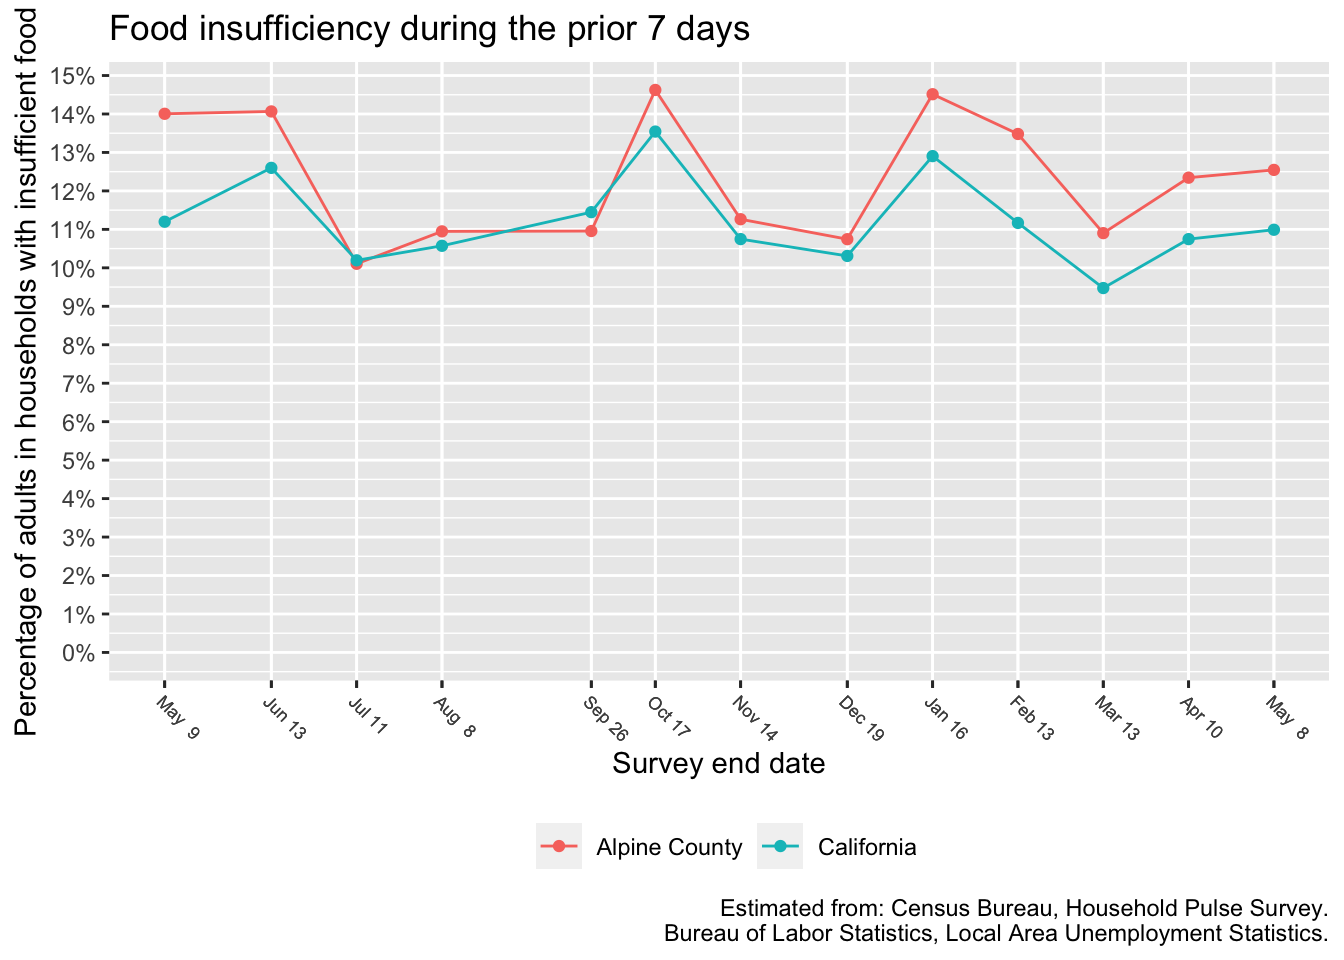 Food insufficiency during the prior 7 days
Percentage of adults in households with insufficient food
15%
14%
13%
12%
11%
10%
9%
8%
7%
6%
5%
4%
3%
2%
1%
0%
May 9
Jun 13
Jul 11
Aug 8
Sep 26
Oct 17
Nov 14
Dec 19
Jan 16
Feb 13
Mar 13
Apr 10
May 8
Survey end date
Alpine County
California
Estimated from: Census Bureau, Household Pulse Survey.
Bureau of Labor Statistics, Local Area Unemployment Statistics.